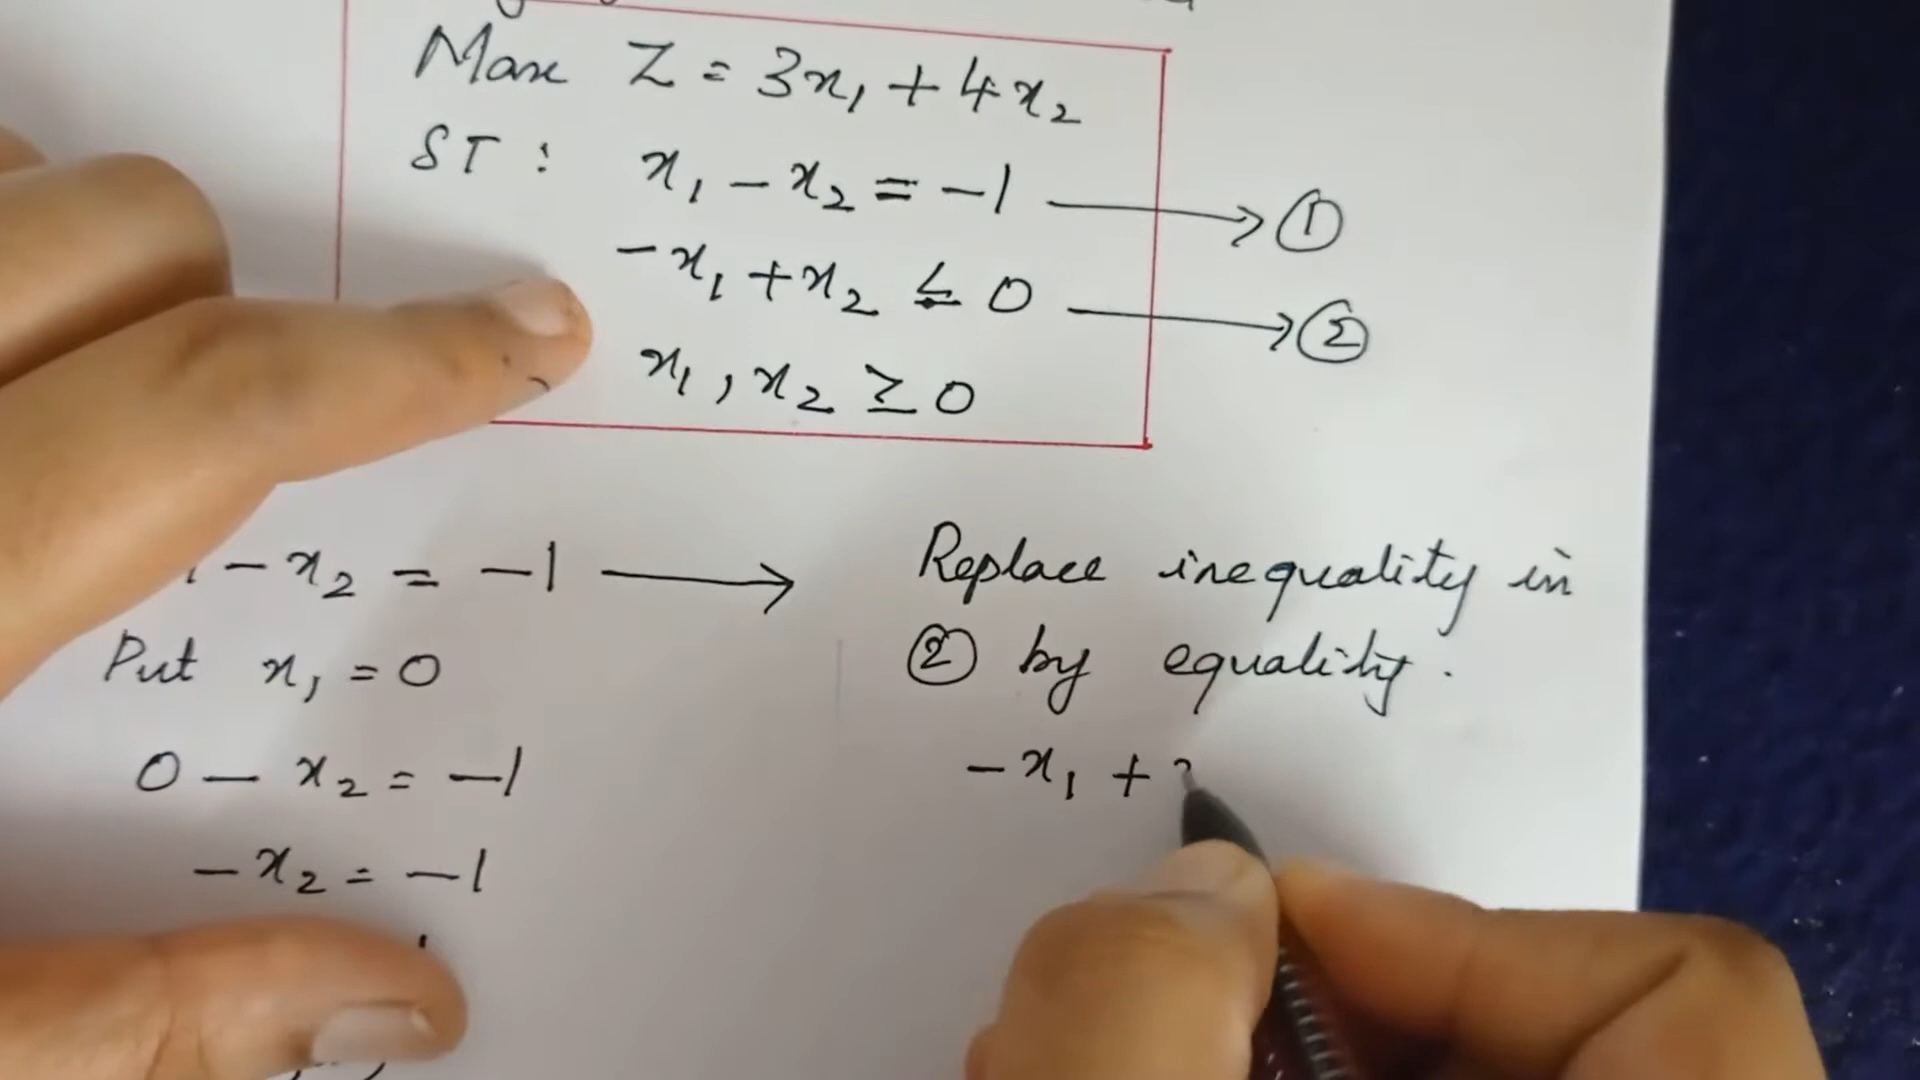 Max Z = 3x₁ + 4x₂
ST : x₁ - x₂ = -1 → ①
-x₁ + x₂ ≤ 0 → ②
x₁, x₂ ≥ 0
- x₂ = -1 →
Put x₁ = 0
0 - x₂ = -1
-x₂ = -1
Replace inequality in
② by equality.
-x₁ +